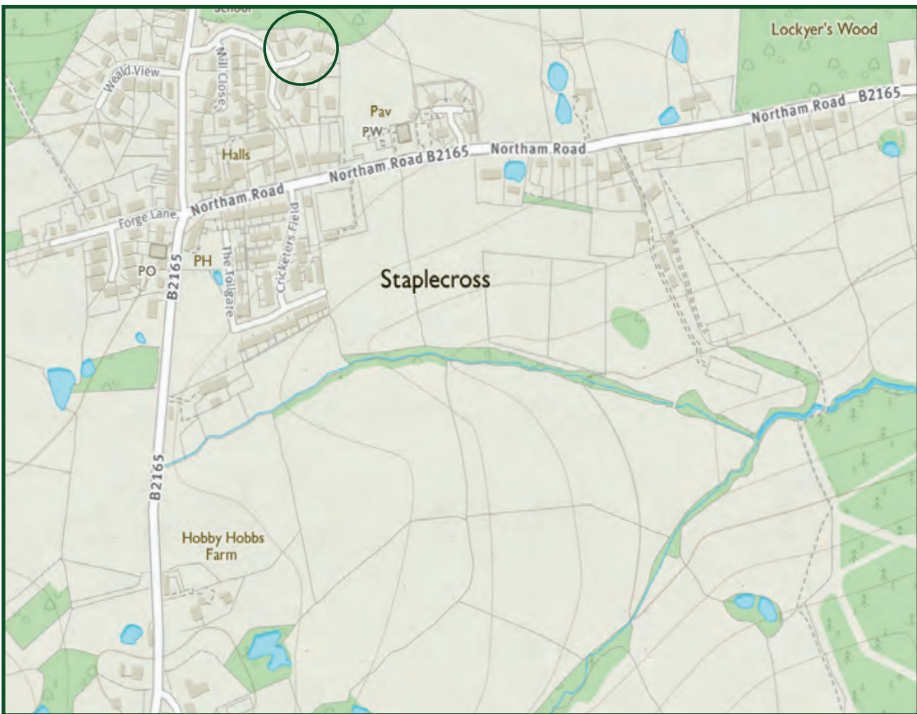 School
Lockyer's Wood
Weald View
Mill Close
Pav
PW
Northam Road B2165
Halls
Northam Road B2165
Northam Road
Northam Road
Forge Lane
PO
PH
B2165
The Tollgate
Cricketers Field
Staplecross
B2165
Hobby Hobbs
Farm